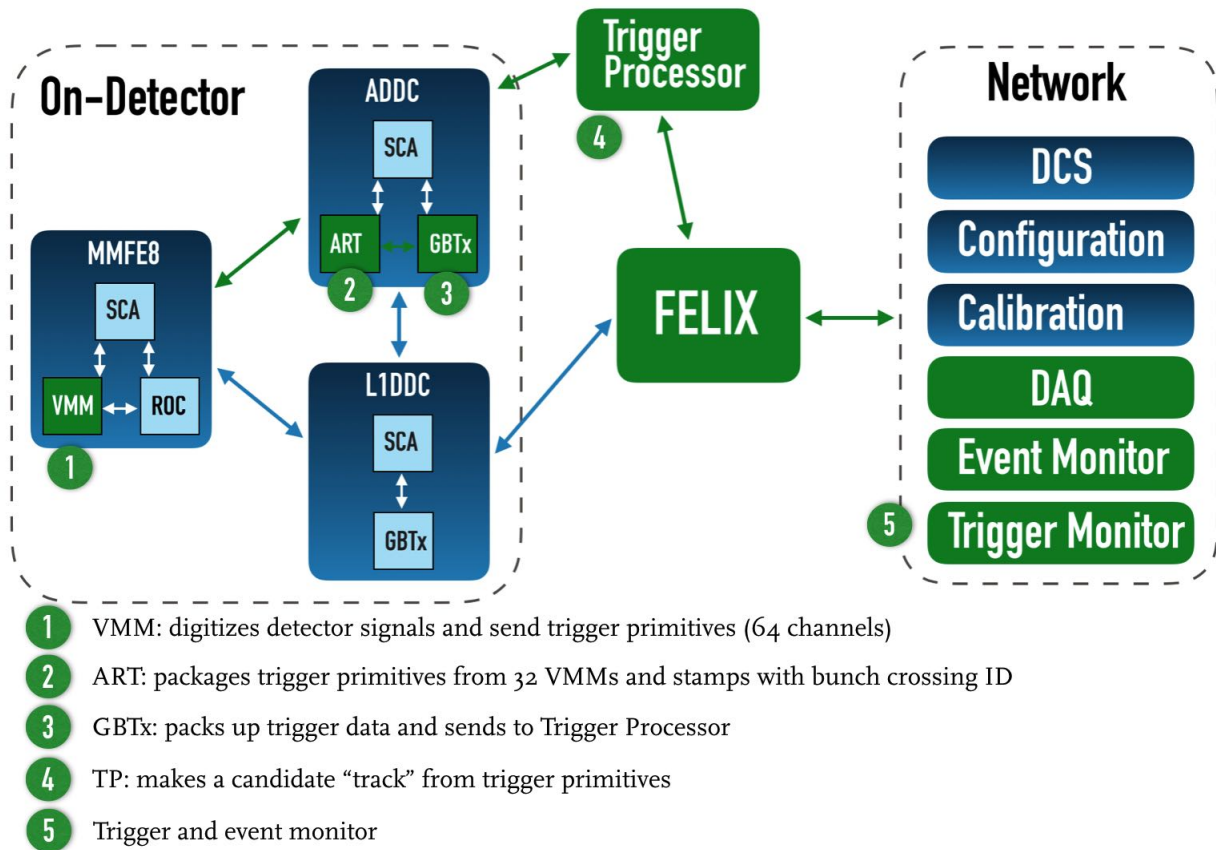 On-Detector
ADDC
SCA
ART
GBTx
2
3
MMFE8
SCA
VMM
ROC
1
L1DDC
SCA
GBTx
Trigger
Processor
4
FELIX
Network
DCS
Configuration
Calibration
DAQ
Event Monitor
5 Trigger Monitor
1 VMM: digitizes detector signals and send trigger primitives (64 channels)
2 ART: packages trigger primitives from 32 VMMs and stamps with bunch crossing ID
3 GBTx: packs up trigger data and sends to Trigger Processor
4 TP: makes a candidate “track” from trigger primitives
5 Trigger and event monitor